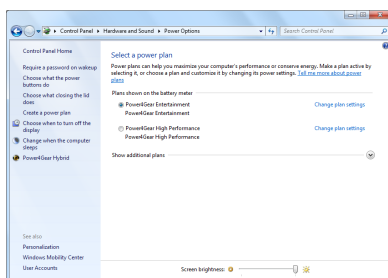 Control Panel
Hardware and Sound
Power Options
Search Control Panel
Control Panel Home
Require a password on wakeup
Choose what the power
buttons do
Choose what closing the lid
does
Create a power plan
Choose when to turn off the
display
Change when the computer
sleeps
Power4Gear Hybrid
See also
Personalization
Windows Mobility Center
User Accounts
Select a power plan
Power plans can help you maximize your computer's performance or conserve energy. Make a plan active by
selecting it, or choose a plan and customize it by changing its power settings. Tell me more about power
plans
Plans shown on the battery meter
Power4Gear Entertainment Change plan settings
Power4Gear Entertainment
Power4Gear High Performance Change plan settings
Power4Gear High Performance
Show additional plans
Screen brightness: